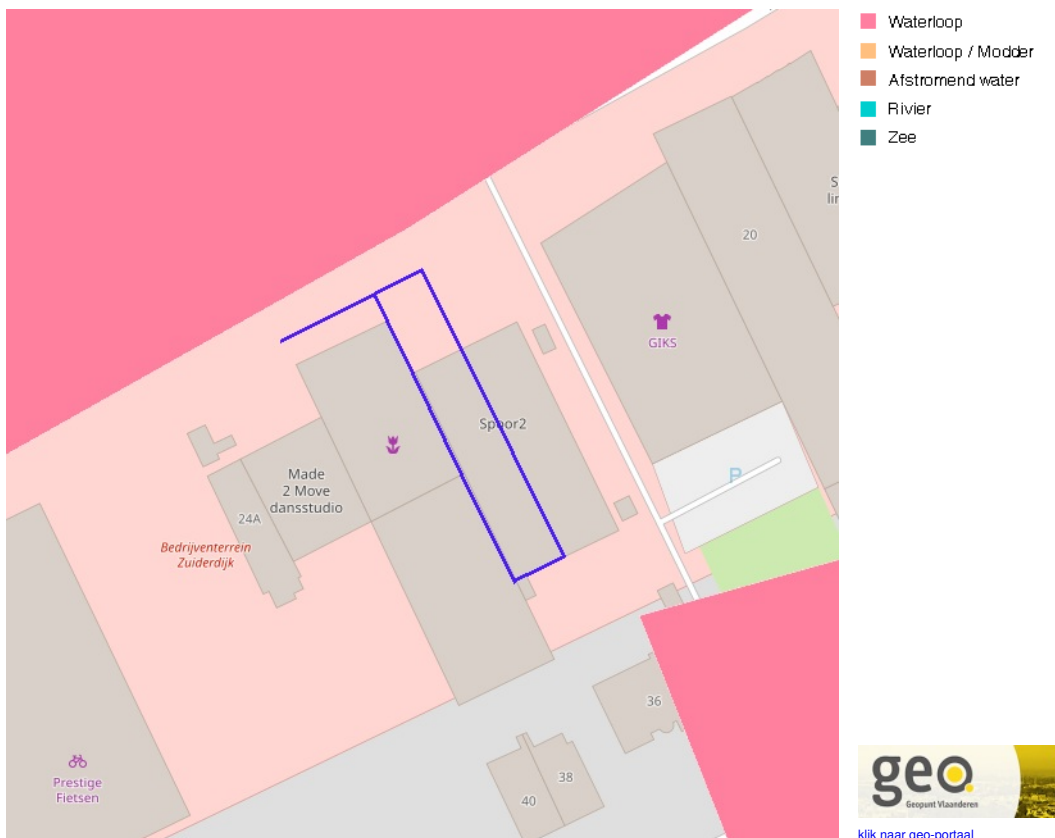 Waterloop
Waterloop / Modder
Afstromend water
Rivier
Zee
20
GIKS
Spoor2
Made
2 Move
dansstudio
24A
Bedrijventerrein
Zuiderdijk
P
36
38
40
Prestige
Fietsen
geo
Geopunt Vlaanderen
klik naar geo-portaal